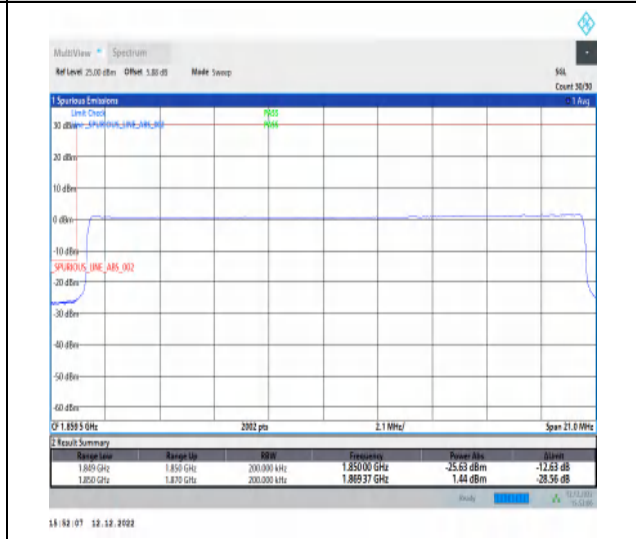 MultiView Spectrum
Ref Level 25.00 dBm Offset 5.88 dB Mode Sweep SGL
Count 30/30
1 Spurious Emissions 1 Avg
Limit Check PASS
30 dBm Line _SPURIOUS_LINE_ABS_002 PASS
20 dBm
10 dBm
0 dBm
-10 dBm
_SPURIOUS_LINE_ABS_002
-20 dBm
-30 dBm
-40 dBm
-50 dBm
-60 dBm
CF 1.8595 GHz 2002 pts 2.1 MHz/ Span 21.0 MHz
2 Result Summary
Range Low Range Up RBW Frequency Power Abs ΔLimit
1.849 GHz 1.850 GHz 200.000 kHz 1.85000 GHz -25.63 dBm -12.63 dB
1.850 GHz 1.870 GHz 200.000 kHz 1.86937 GHz 1.44 dBm -28.56 dB
Ready
15:52:07 12.12.2022